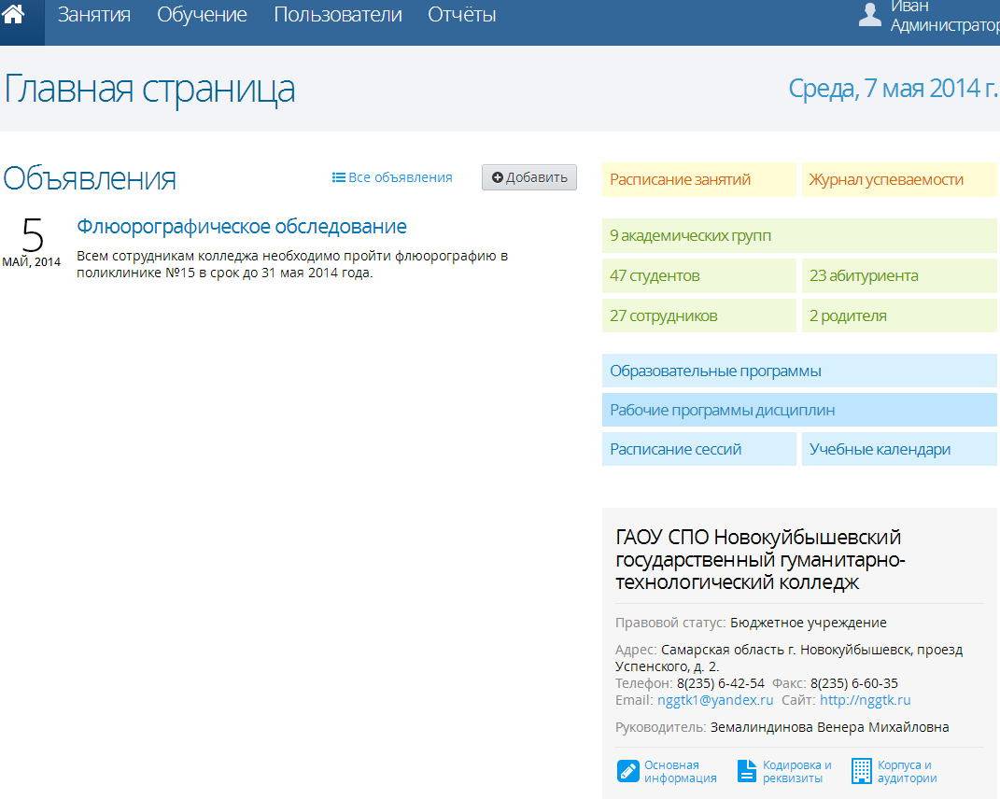 Занятия Обучение Пользователи Отчёты
Иван
Администратор
Главная страница
Среда, 7 мая 2014 г.
Объявления
Все объявления
Добавить
5
МАЙ, 2014
Флюорографическое обследование
Всем сотрудникам колледжа необходимо пройти флюорографию в
поликлинике №15 в срок до 31 мая 2014 года.
Расписание занятий
Журнал успеваемости
9 академических групп
47 студентов
23 абитуриента
27 сотрудников
2 родителя
Образовательные программы
Рабочие программы дисциплин
Расписание сессий
Учебные календари
ГАОУ СПО Новокуйбышевский
государственный гуманитарно-
технологический колледж
Правовой статус: Бюджетное учреждение
Адрес: Самарская область г. Новокуйбышевск, проезд
Успенского, д. 2.
Телефон: 8(235) 6-42-54 Факс: 8(235) 6-60-35
Email: nggtk1@yandex.ru Сайт: http://nggtk.ru
Руководитель: Земалиндинова Венера Михайловна
Основная
информация
Кодировка и
реквизиты
Корпуса и
аудитории